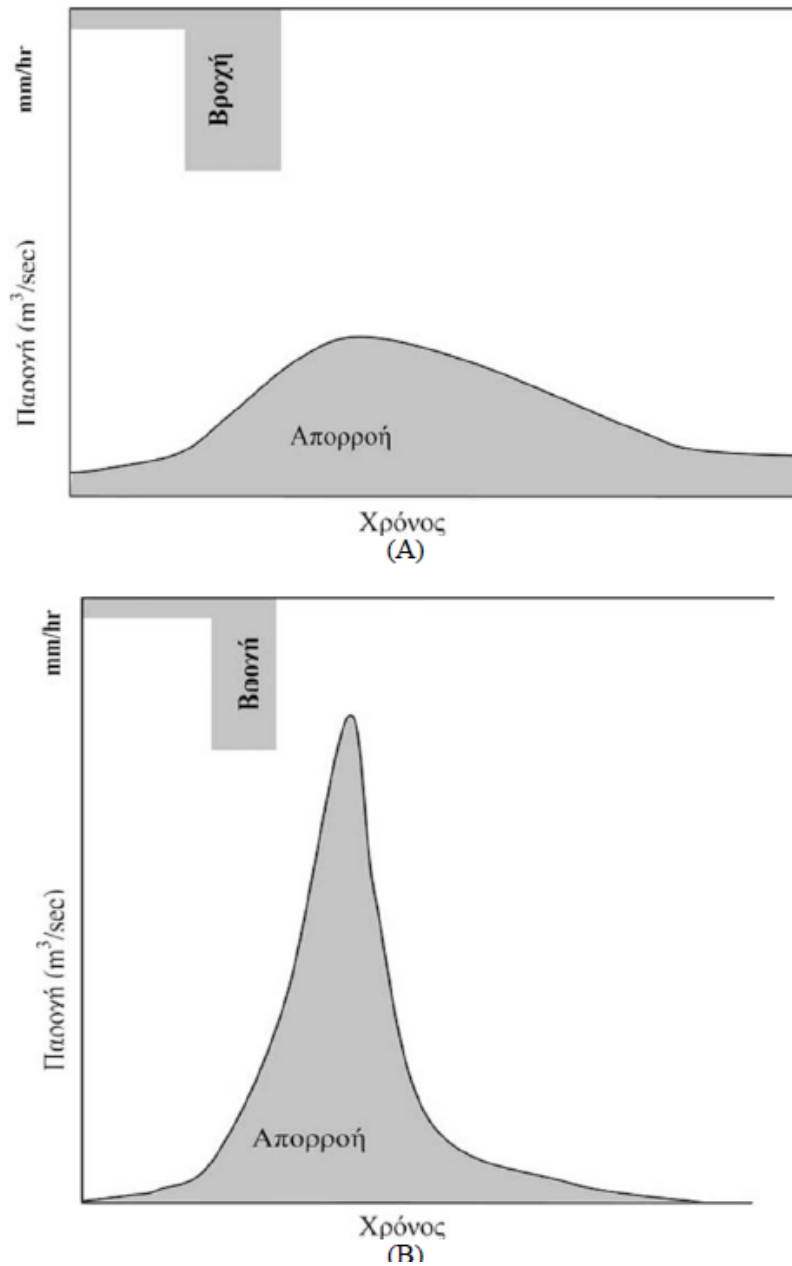 mm/hr
Βροχή
Παροχή (m³/sec)
Απορροή
Χρόνος
(A)
mm/hr
Βροχή
Παροχή (m³/sec)
Απορροή
Χρόνος
(B)